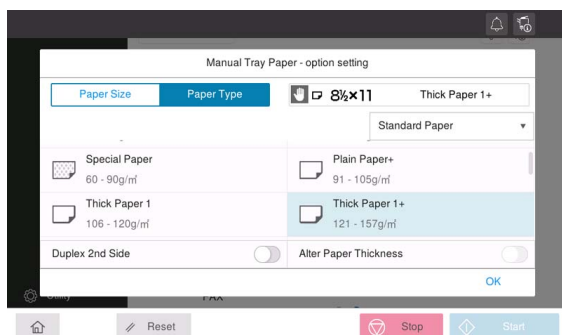 Manual Tray Paper - option setting
Paper Size
Paper Type
8½×11
Thick Paper 1+
Standard Paper
Special Paper
60 - 90g/㎡
Plain Paper+
91 - 105g/㎡
Thick Paper 1
106 - 120g/㎡
Thick Paper 1+
121 - 157g/㎡
Duplex 2nd Side
Alter Paper Thickness
OK
Utility
FAX
Reset
Stop
Start